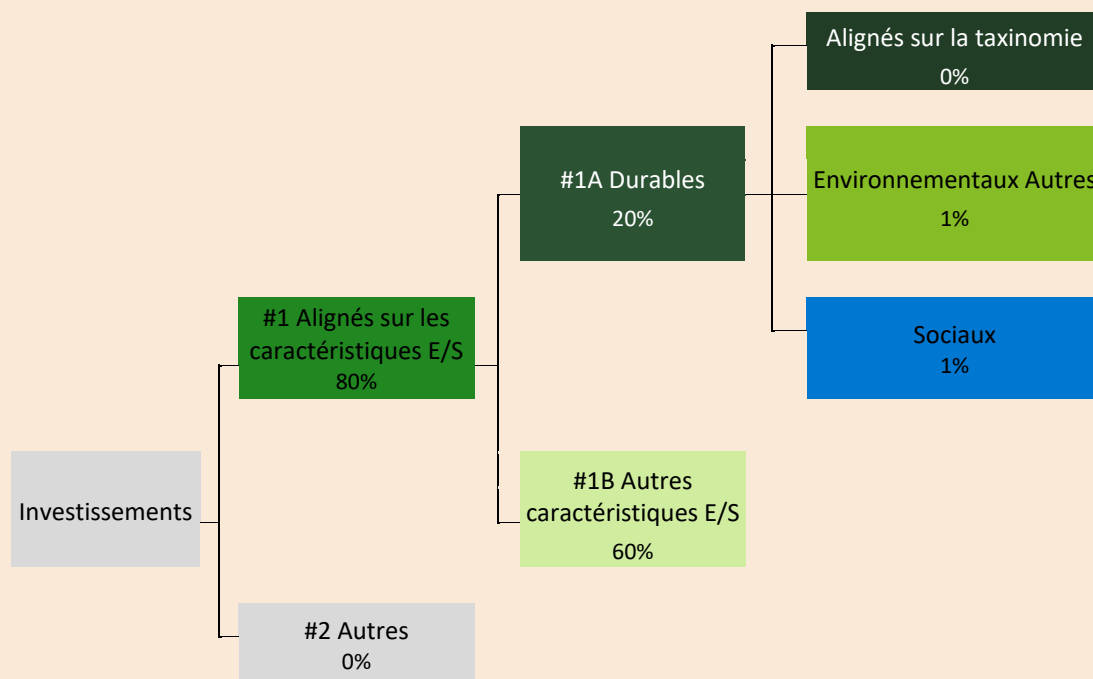 Alignés sur la taxinomie
0%
#1A Durables
20%
Environnementaux Autres
1%
#1 Alignés sur les
caractéristiques E/S
80%
Sociaux
1%
Investissements
#1B Autres
caractéristiques E/S
60%
#2 Autres
0%